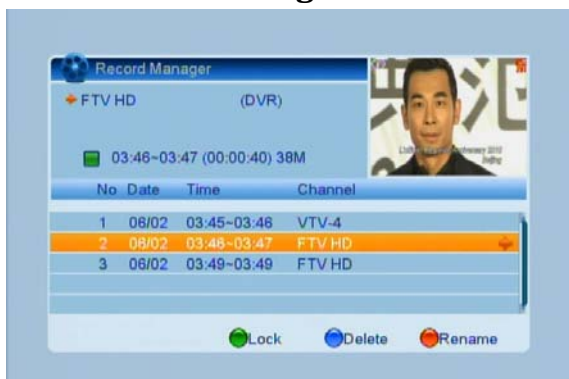 Record Manager
FTV HD (DVR)
03:46~03:47 (00:00:40) 38M
No Date Time Channel
1 06/02 03:45~03:46 VTV-4
2 06/02 03:46~03:47 FTV HD
3 06/02 03:49~03:49 FTV HD
Lock Delete Rename